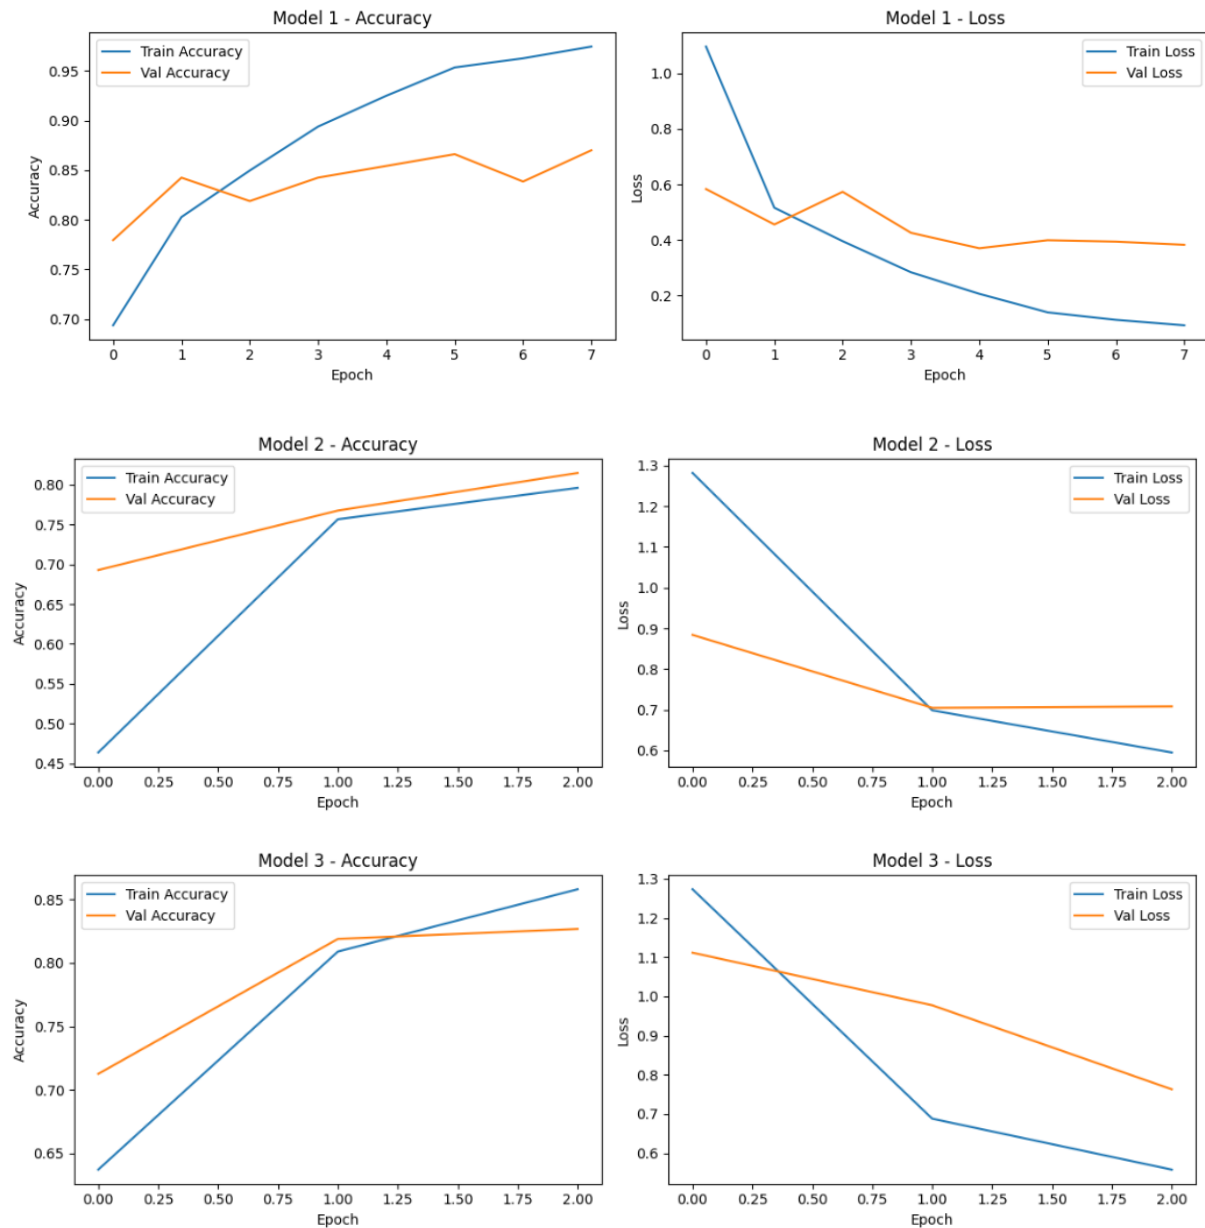 Model 1 - Accuracy
Train Accuracy
Val Accuracy
0.95
0.90
0.85
0.80
0.75
0.70
Accuracy
0 1 2 3 4 5 6 7
Epoch
Model 1 - Loss
Train Loss
Val Loss
1.0
0.8
0.6
0.4
0.2
Loss
0 1 2 3 4 5 6 7
Epoch
Model 2 - Accuracy
Train Accuracy
Val Accuracy
0.80
0.75
0.70
0.65
0.60
0.55
0.50
0.45
Accuracy
0.00 0.25 0.50 0.75 1.00 1.25 1.50 1.75 2.00
Epoch
Model 2 - Loss
Train Loss
Val Loss
1.3
1.2
1.1
1.0
0.9
0.8
0.7
0.6
Loss
0.00 0.25 0.50 0.75 1.00 1.25 1.50 1.75 2.00
Epoch
Model 3 - Accuracy
Train Accuracy
Val Accuracy
0.85
0.80
0.75
0.70
0.65
Accuracy
0.00 0.25 0.50 0.75 1.00 1.25 1.50 1.75 2.00
Epoch
Model 3 - Loss
Train Loss
Val Loss
1.3
1.2
1.1
1.0
0.9
0.8
0.7
0.6
Loss
0.00 0.25 0.50 0.75 1.00 1.25 1.50 1.75 2.00
Epoch